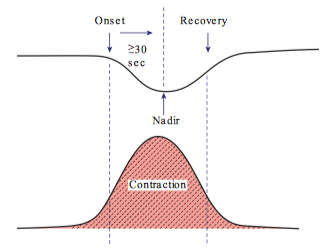 Onset
Recovery
≥30
sec
Nadir
Contraction